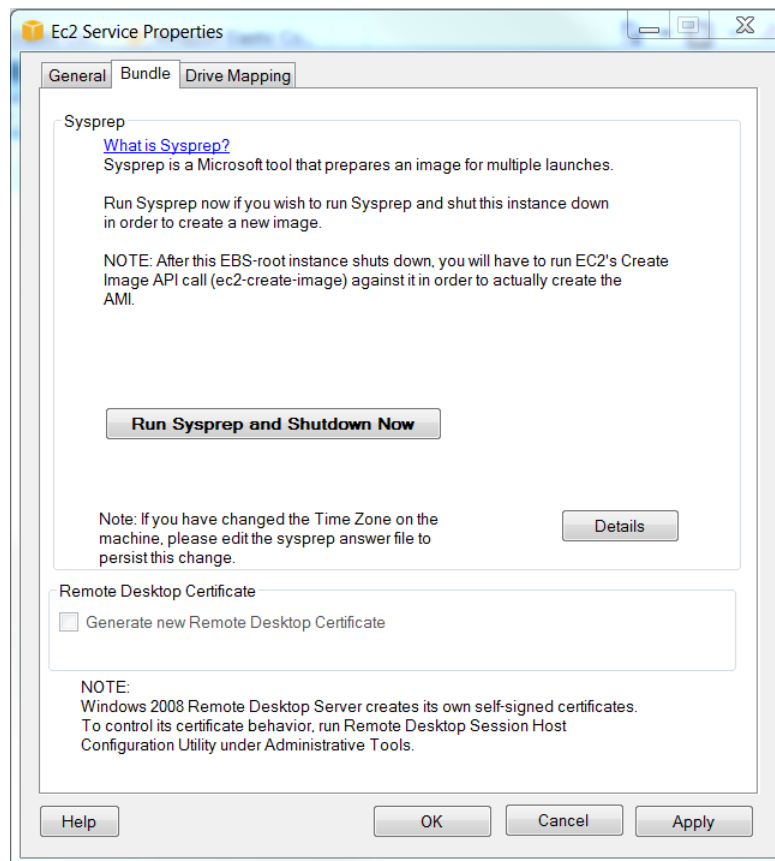 Ec2 Service Properties
General Bundle Drive Mapping
Sysprep
What is Sysprep?
Sysprep is a Microsoft tool that prepares an image for multiple launches.
Run Sysprep now if you wish to run Sysprep and shut this instance down
in order to create a new image.
NOTE: After this EBS-root instance shuts down, you will have to run EC2's Create
Image API call (ec2-create-image) against it in order to actually create the
AMI.
Run Sysprep and Shutdown Now
Note: If you have changed the Time Zone on the
machine, please edit the sysprep answer file to
persist this change.
Details
Remote Desktop Certificate
Generate new Remote Desktop Certificate
NOTE:
Windows 2008 Remote Desktop Server creates its own self-signed certificates.
To control its certificate behavior, run Remote Desktop Session Host
Configuration Utility under Administrative Tools.
Help OK Cancel Apply